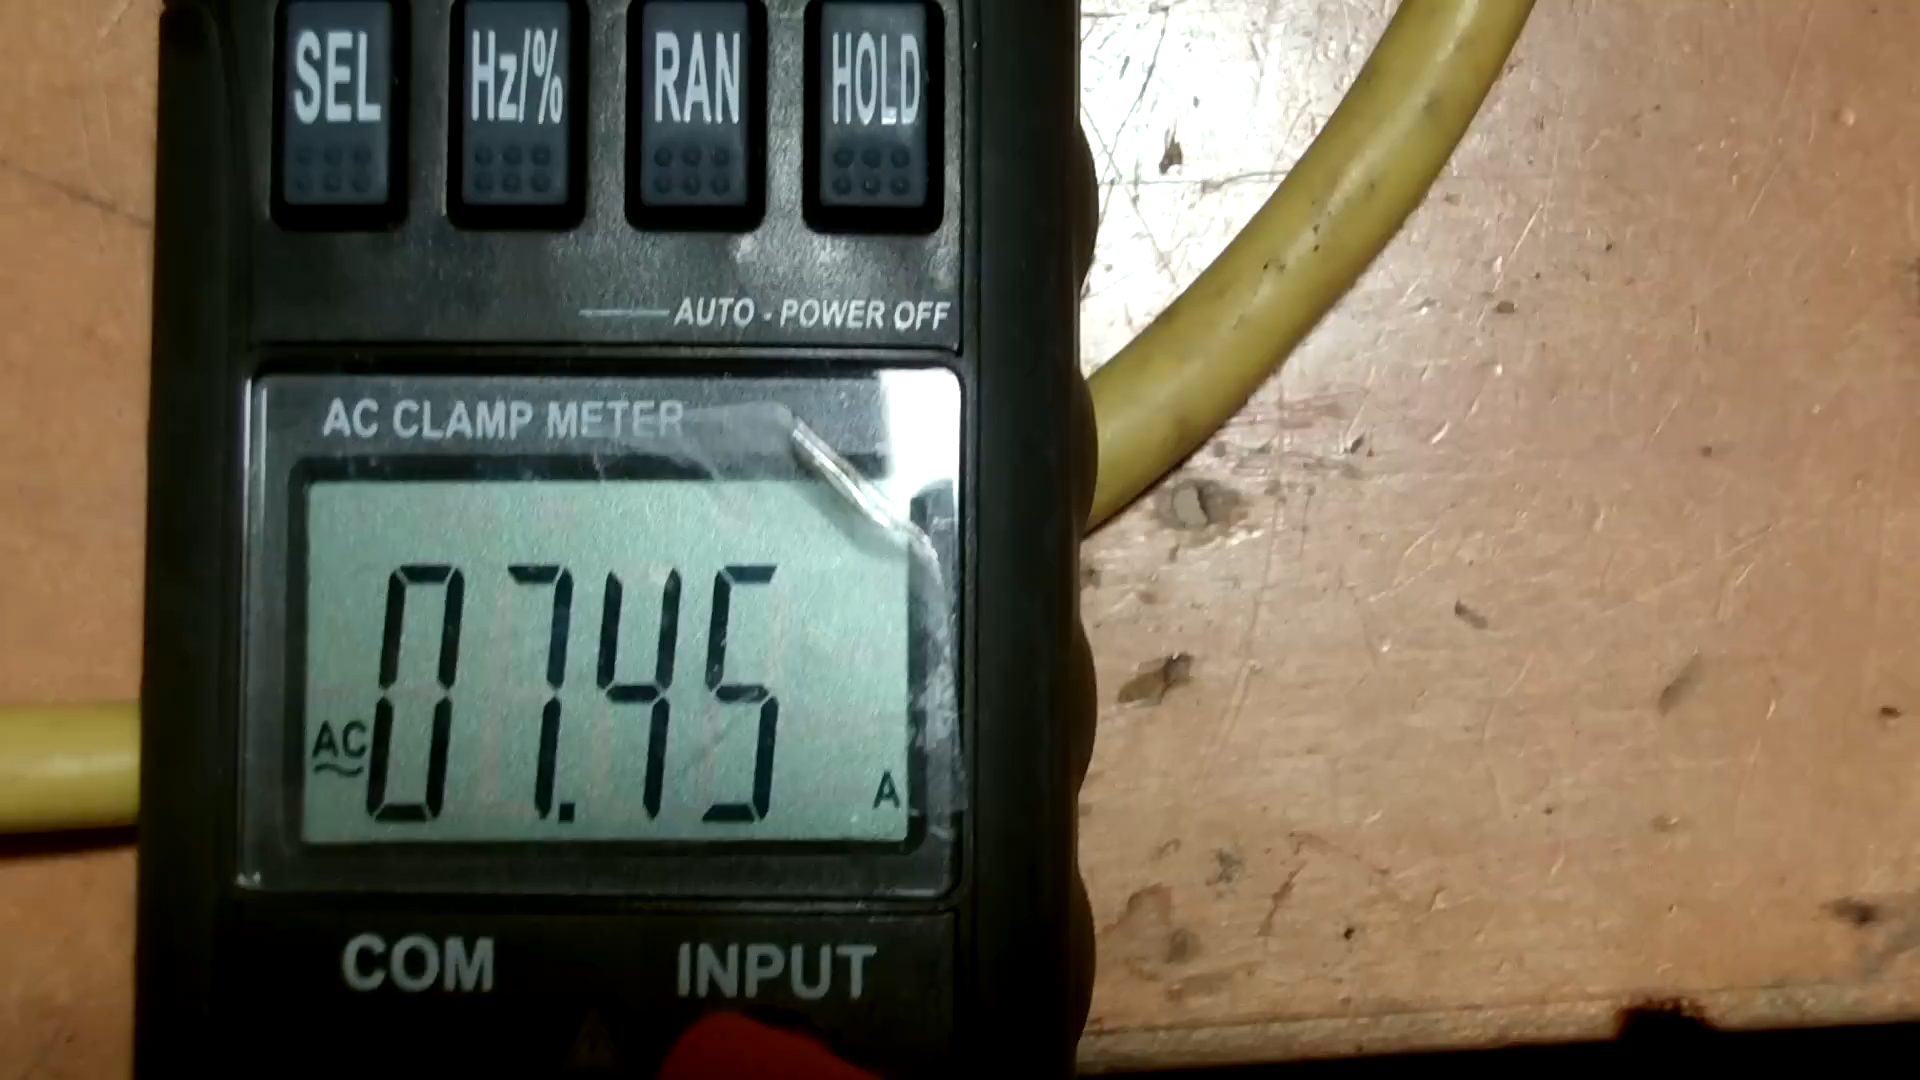 SEL Hz/% RAN HOLD
AUTO - POWER OFF
AC CLAMP METER
AC 07.45 A
COM INPUT